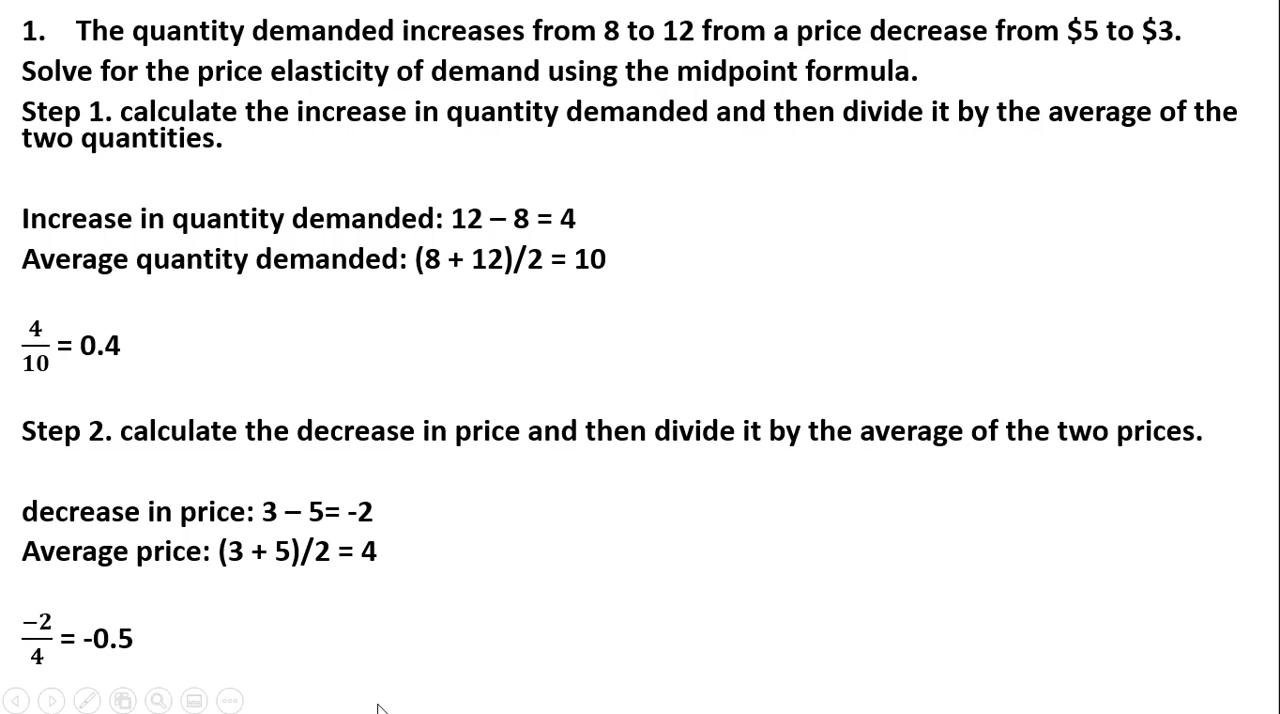 1. The quantity demanded increases from 8 to 12 from a price decrease from $5 to $3.
Solve for the price elasticity of demand using the midpoint formula.
Step 1. calculate the increase in quantity demanded and then divide it by the average of the
two quantities.
Increase in quantity demanded: 12 – 8 = 4
Average quantity demanded: (8 + 12)/2 = 10
4/10 = 0.4
Step 2. calculate the decrease in price and then divide it by the average of the two prices.
decrease in price: 3 – 5= -2
Average price: (3 + 5)/2 = 4
−2/4 = -0.5